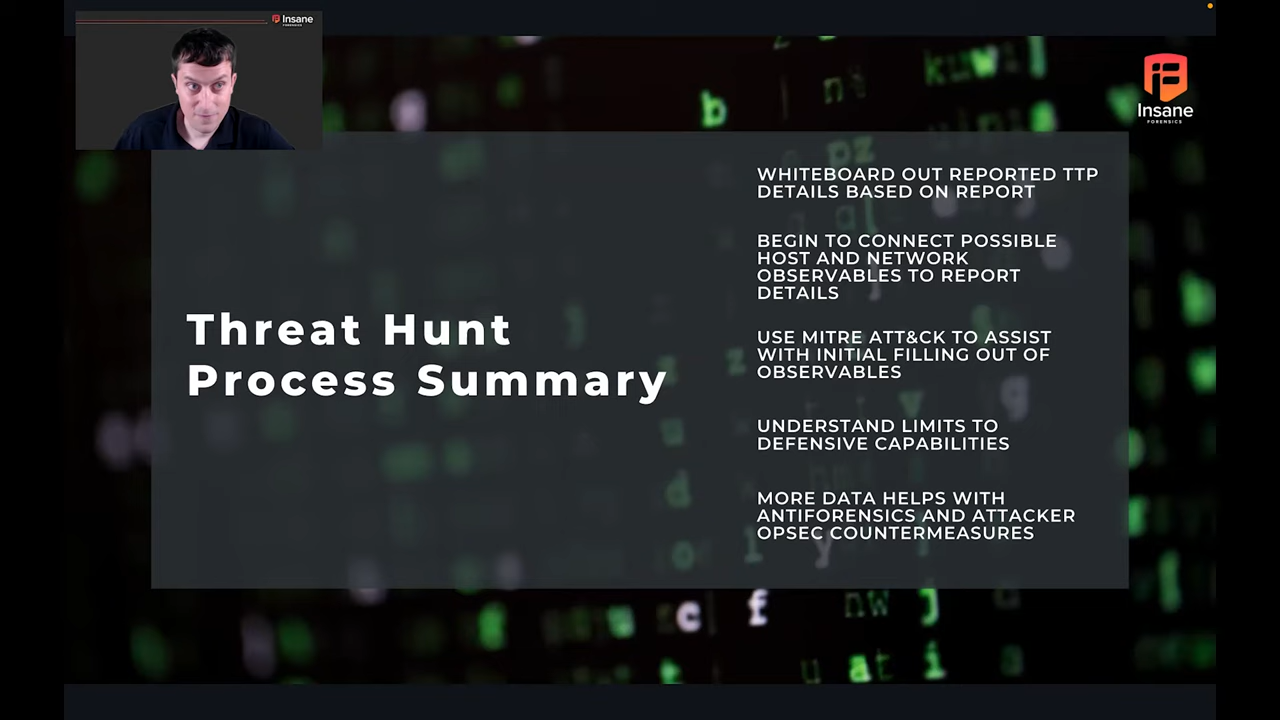 Insane
FORENSICS
Insane
FORENSICS
WHITEBOARD OUT REPORTED TTP
DETAILS BASED ON REPORT
BEGIN TO CONNECT POSSIBLE
HOST AND NETWORK
OBSERVABLES TO REPORT
DETAILS
Threat Hunt
Process Summary
USE MITRE ATT&CK TO ASSIST
WITH INITIAL FILLING OUT OF
OBSERVABLES
UNDERSTAND LIMITS TO
DEFENSIVE CAPABILITIES
MORE DATA HELPS WITH
ANTIFORENSICS AND ATTACKER
OPSEC COUNTERMEASURES